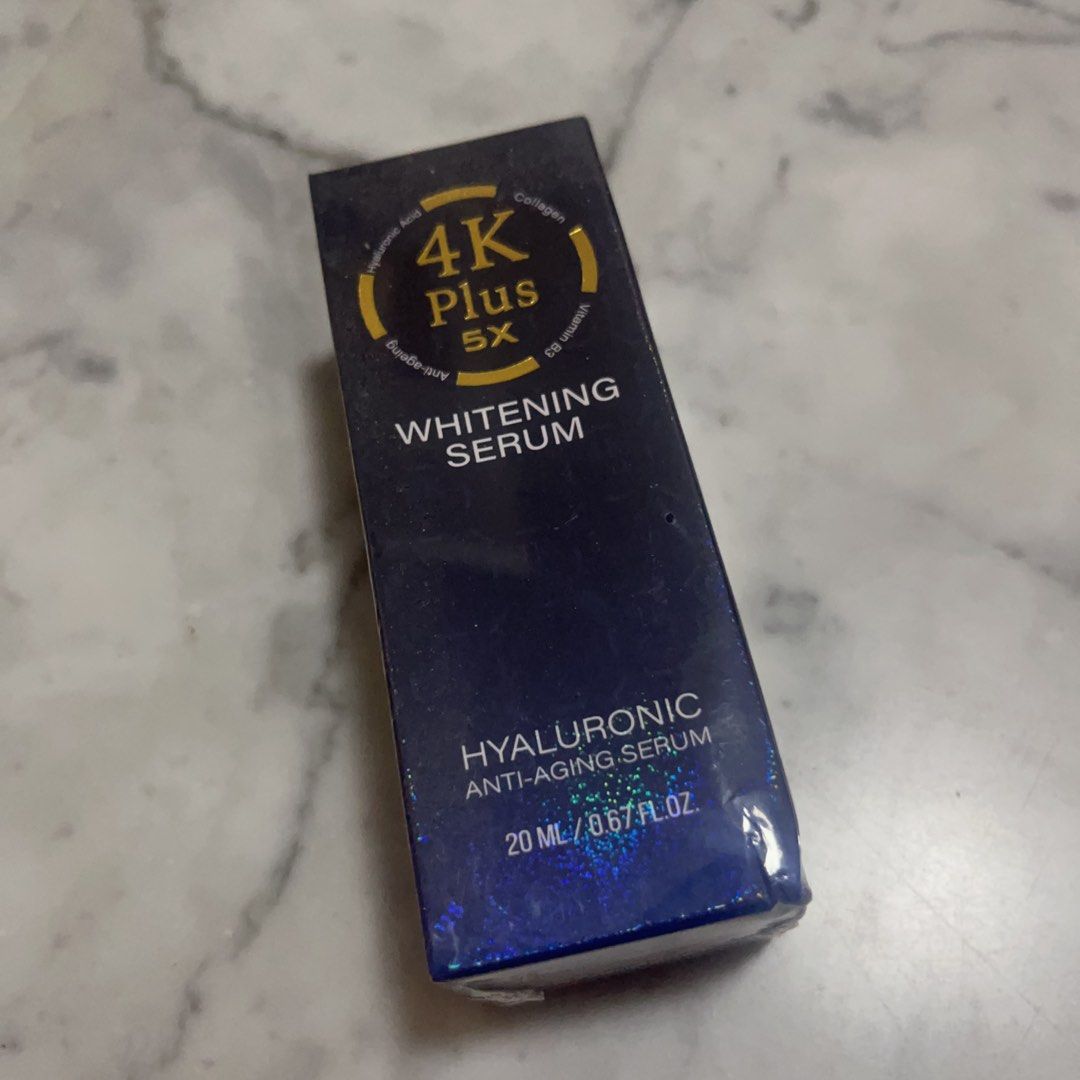 Hyaluronic Acid
Collagen
4K
Plus
5X
Vitamin B3
Anti-ageing
WHITENING
SERUM
HYALURONIC
ANTI-AGING SERUM
20 ML / 0.67 FL.OZ.